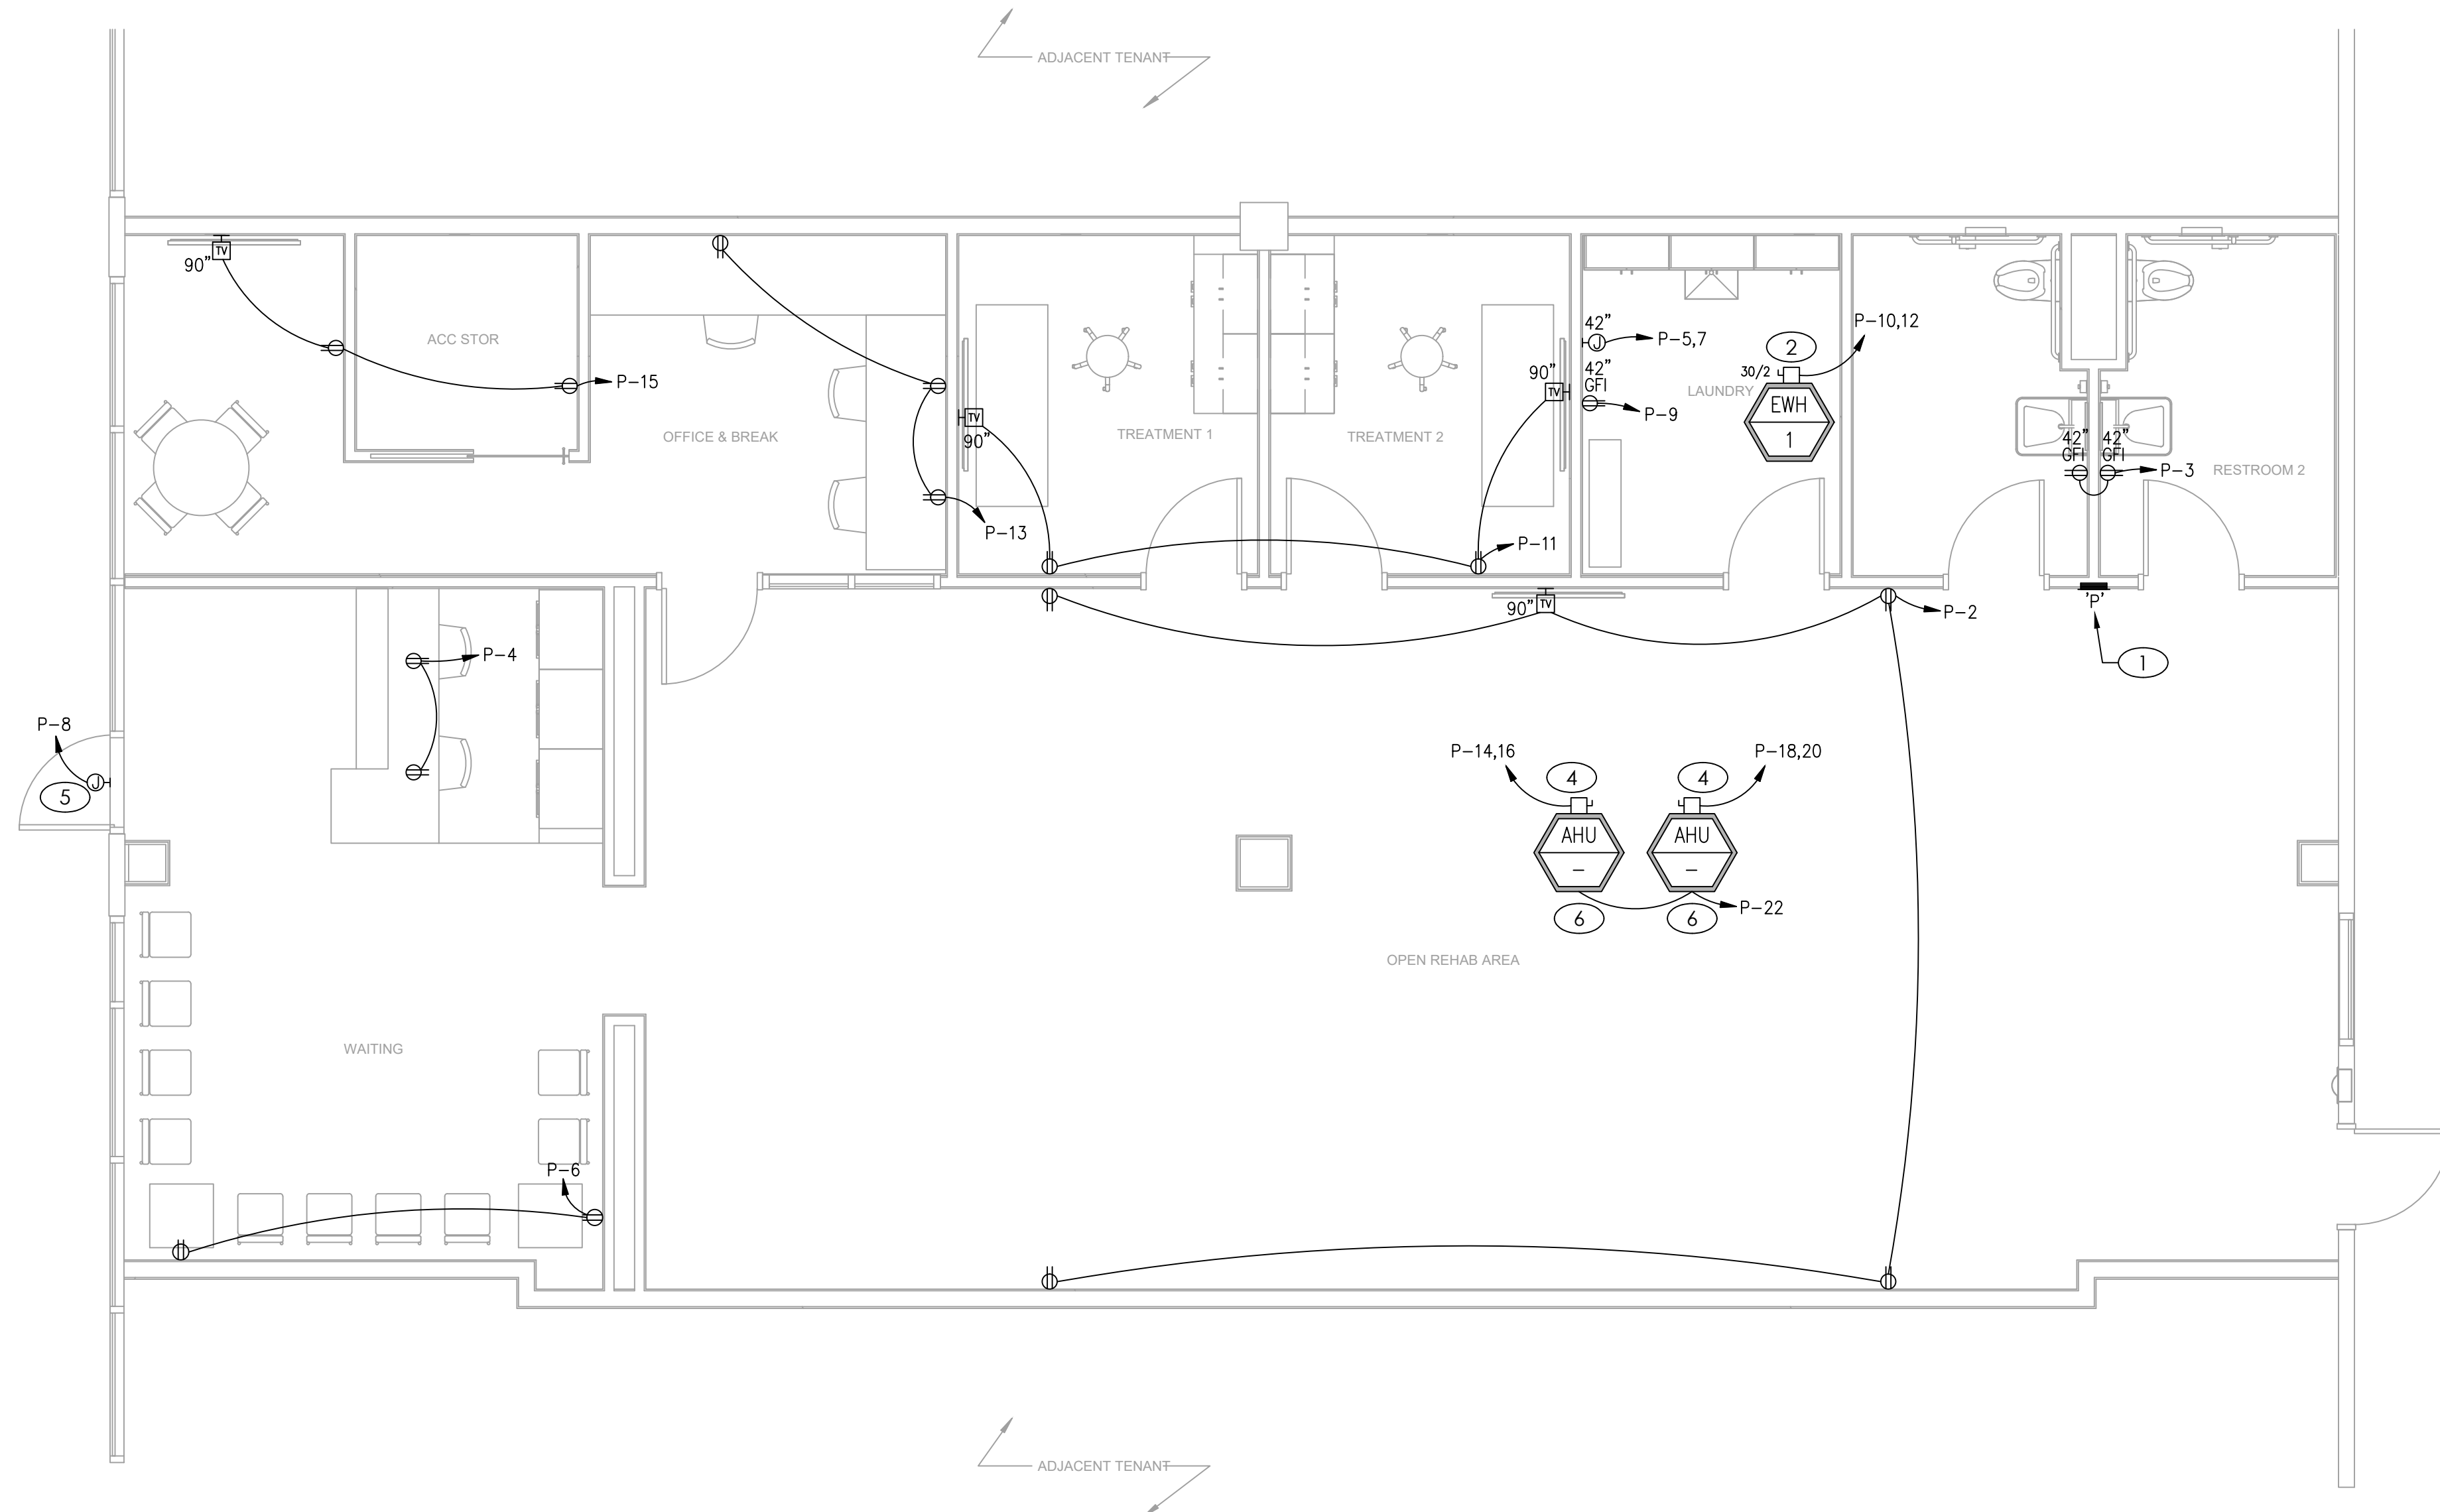 ADJACENT TENANT
TV
90"
ACC STOR
P-15
OFFICE & BREAK
P-13
TV
90"
TREATMENT 1
TREATMENT 2
90"
TV
P-11
42"
J
P-5,7
42"
GFI
P-9
LAUNDRY
2
30/2
P-10,12
EWH
1
42"
GFI
42"
GFI
P-3
RESTROOM 2
90"
TV
P-2
'P'
1
P-4
P-8
J
5
P-14,16
4
AHU
-
6
P-18,20
4
AHU
-
6
P-22
OPEN REHAB AREA
WAITING
P-6
ADJACENT TENANT